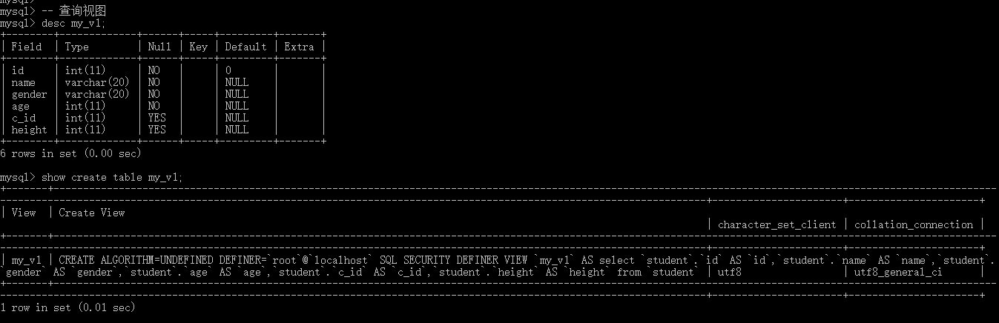 mysql>
mysql> -- 查询视图
mysql> desc my_v1;
+--------+-------------+------+-----+---------+-------+
| Field  | Type        | Null | Key | Default | Extra |
+--------+-------------+------+-----+---------+-------+
| id     | int(11)     | NO   |     | 0       |       |
| name   | varchar(20) | NO   |     | NULL    |       |
| gender | varchar(20) | NO   |     | NULL    |       |
| age    | int(11)     | NO   |     | NULL    |       |
| c_id   | int(11)     | YES  |     | NULL    |       |
| height | int(11)     | YES  |     | NULL    |       |
+--------+-------------+------+-----+---------+-------+
6 rows in set (0.00 sec)
mysql> show create table my_v1;
| View  | Create View
| character_set_client | collation_connection |
| my_v1 | CREATE ALGORITHM=UNDEFINED DEFINER=`root`@`localhost` SQL SECURITY DEFINER VIEW `my_v1` AS select `student`.`id` AS `id`,`student`.`name` AS `name`,`student`.
`gender` AS `gender`,`student`.`age` AS `age`,`student`.`c_id` AS `c_id`,`student`.`height` AS `height` from `student` | utf8                 | utf8_general_ci      |
1 row in set (0.01 sec)